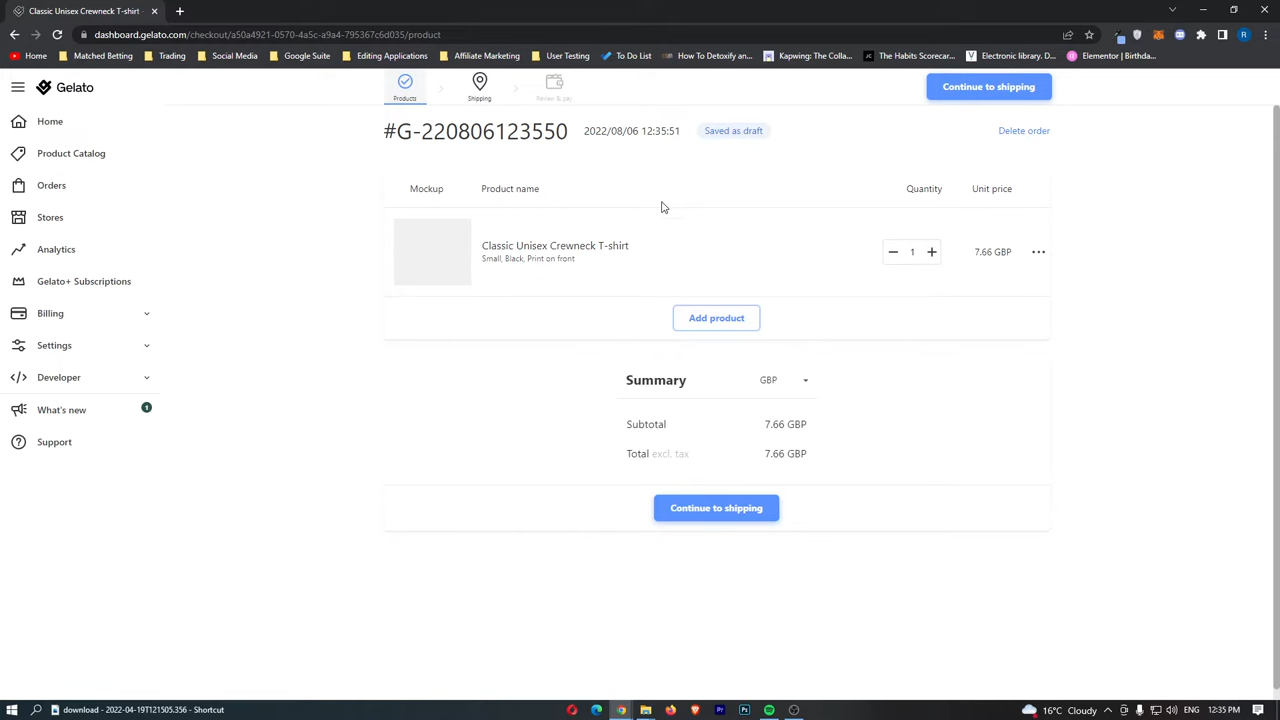 Classic Unisex Crewneck T-shirt -
dashboard.gelato.com/checkout/a50a4921-0570-4a5c-a9a4-795367c6d035/product
Home
Matched Betting
Trading
Social Media
Google Suite
Editing Applications
Affiliate Marketing
User Testing
To Do List
How To Detoxify an...
Kapwing: The Colla...
The Habits Scorecar...
Electronic library. D...
Elementor | Birthda...
Gelato
Products
Shipping
Review & pay
Continue to shipping
Home
Product Catalog
Orders
Stores
Analytics
Gelato+ Subscriptions
Billing
Settings
Developer
What's new
1
Support
#G-220806123550
2022/08/06 12:35:51
Saved as draft
Delete order
Mockup
Product name
Quantity
Unit price
Classic Unisex Crewneck T-shirt
Small, Black, Print on front
1
7.66 GBP
Add product
Summary
GBP
Subtotal
7.66 GBP
Total excl. tax
7.66 GBP
Continue to shipping
download - 2022-04-19T121505.356 - Shortcut
16°C Cloudy
ENG
12:35 PM